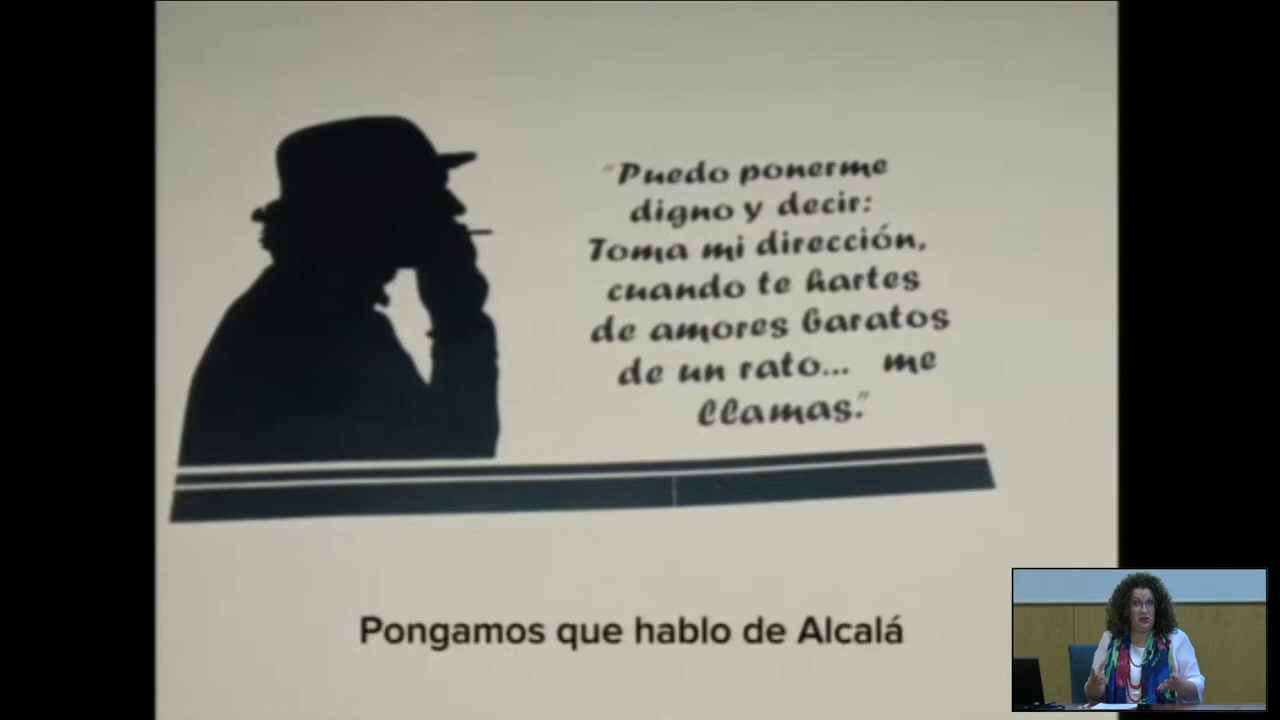 "Puedo ponerme
digno y decir:
Toma mi dirección,
cuando te hartes
de amores baratos
de un rato... me
llamas."
Pongamos que hablo de Alcalá